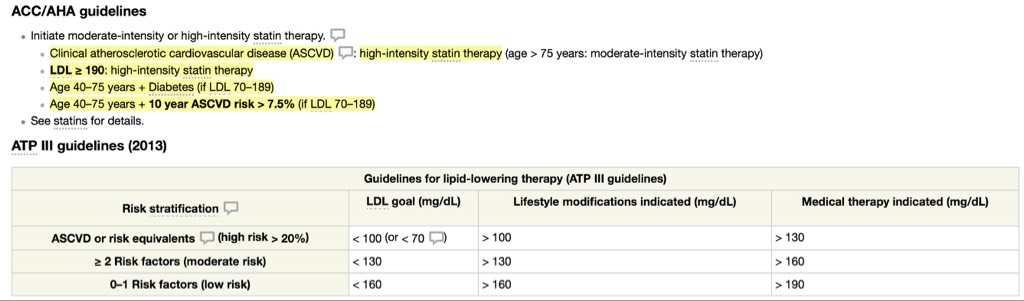 ACC/AHA guidelines
Initiate moderate-intensity or high-intensity statin therapy.
Clinical atherosclerotic cardiovascular disease (ASCVD) : high-intensity statin therapy (age > 75 years: moderate-intensity statin therapy)
LDL ≥ 190: high-intensity statin therapy
Age 40–75 years + Diabetes (if LDL 70–189)
Age 40–75 years + 10 year ASCVD risk > 7.5% (if LDL 70–189)
See statins for details.
ATP III guidelines (2013)
Guidelines for lipid-lowering therapy (ATP III guidelines)
Risk stratification LDL goal (mg/dL) Lifestyle modifications indicated (mg/dL) Medical therapy indicated (mg/dL)
ASCVD or risk equivalents (high risk > 20%) < 100 (or < 70 ) > 100 > 130
≥ 2 Risk factors (moderate risk) < 130 > 130 > 160
0–1 Risk factors (low risk) < 160 > 160 > 190